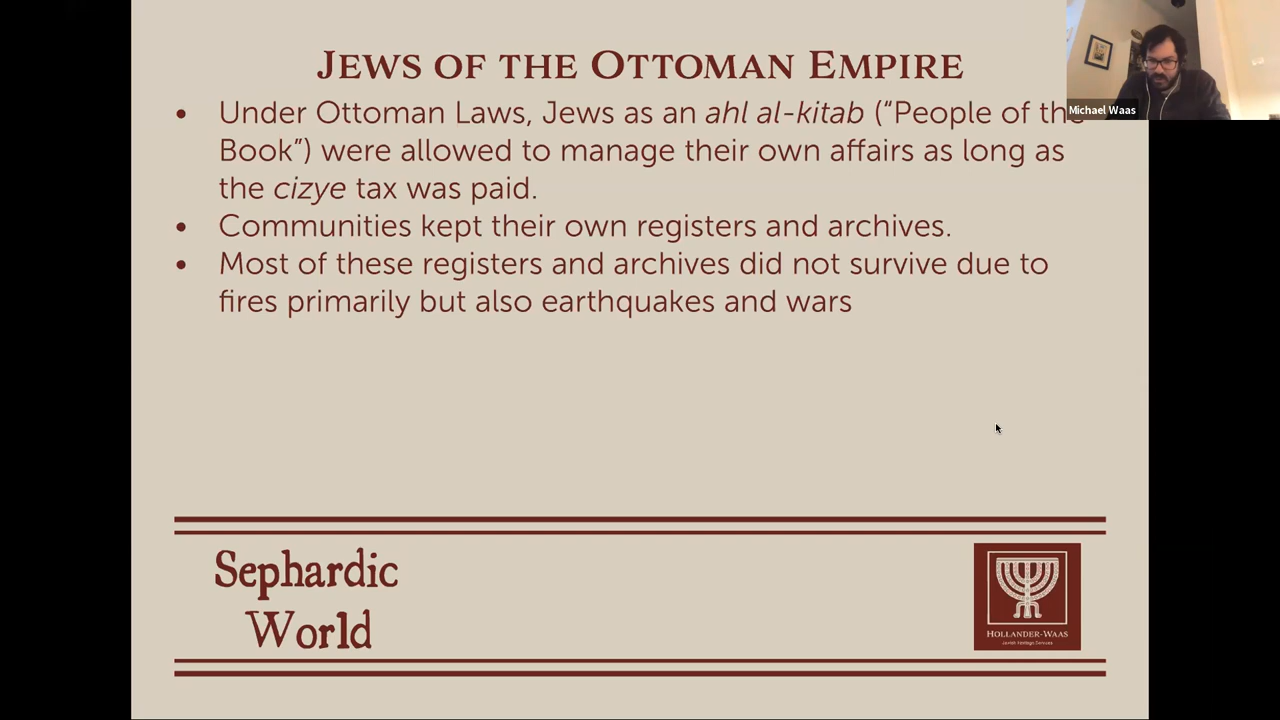 JEWS OF THE OTTOMAN EMPIRE
Michael Waas
• Under Ottoman Laws, Jews as an ahl al-kitab (“People of the
Book”) were allowed to manage their own affairs as long as
the cizye tax was paid.
• Communities kept their own registers and archives.
• Most of these registers and archives did not survive due to
fires primarily but also earthquakes and wars
Sephardic
World
HOLLANDER-WAAS
Jewish Heritage Services